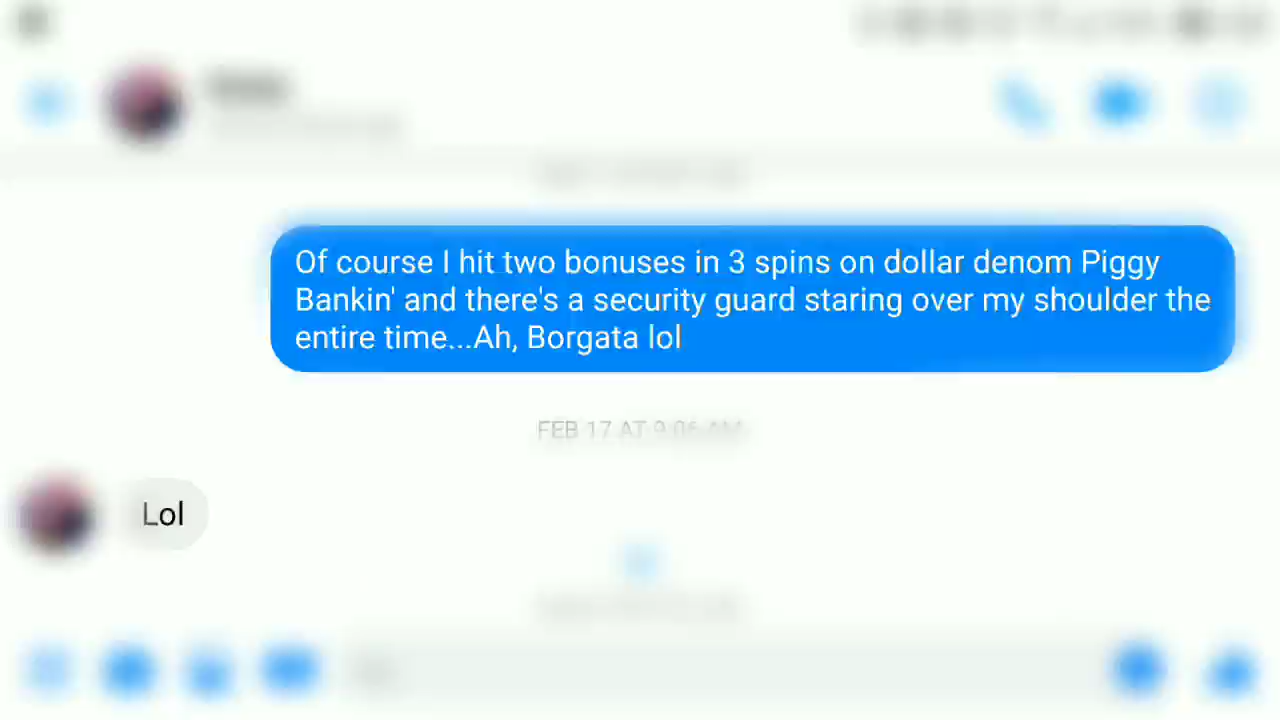 Of course I hit two bonuses in 3 spins on dollar denom Piggy
Bankin' and there's a security guard staring over my shoulder the
entire time...Ah, Borgata lol
FEB 17 AT 9:06 AM
Lol